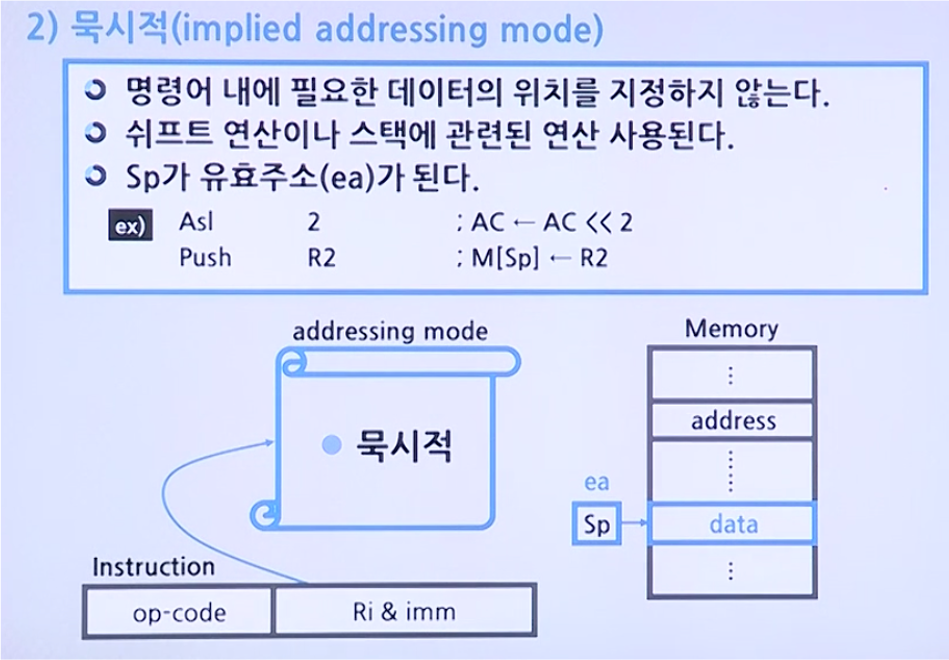 2) 묵시적(implied addressing mode)
명령어 내에 필요한 데이터의 위치를 지정하지 않는다.
쉬프트 연산이나 스택에 관련된 연산 사용된다.
Sp가 유효주소(ea)가 된다.
ex) Asl 2 ; AC ← AC << 2
Push R2 ; M[Sp] ← R2
addressing mode
묵시적
Instruction
op-code Ri & imm
Memory
⋮
address
⋮
ea
Sp
data
⋮